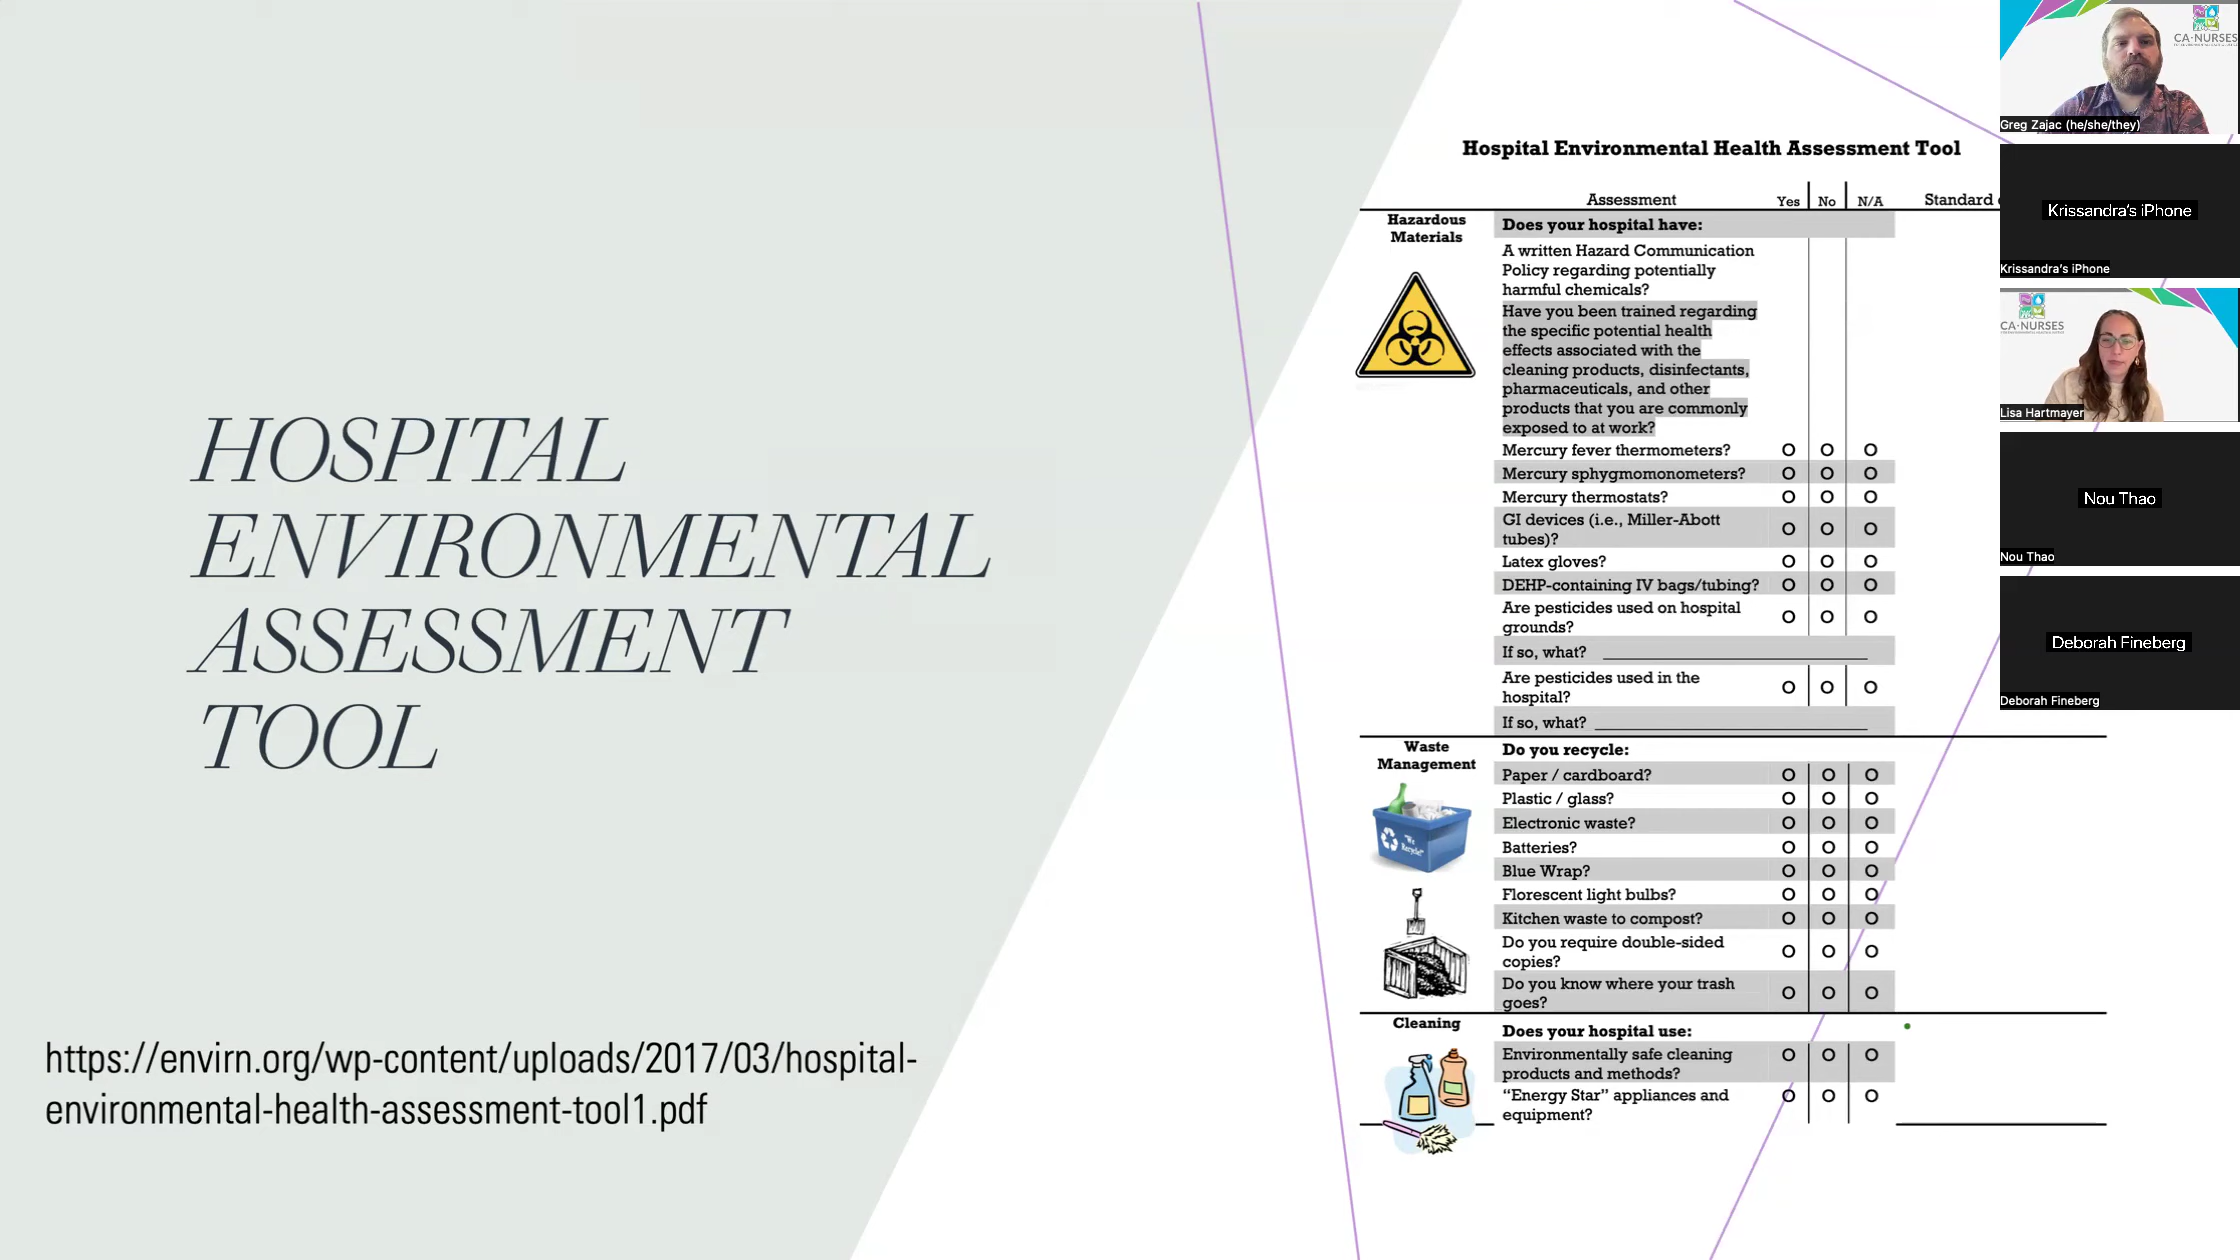 HOSPITAL
ENVIRONMENTAL
ASSESSMENT
TOOL
https://envirn.org/wp-content/uploads/2017/03/hospital-
environmental-health-assessment-tool1.pdf
Hospital Environmental Health Assessment Tool
Assessment Yes No N/A Standard
Hazardous
Materials
Does your hospital have:
A written Hazard Communication
Policy regarding potentially
harmful chemicals?
Have you been trained regarding
the specific potential health
effects associated with the
cleaning products, disinfectants,
pharmaceuticals, and other
products that you are commonly
exposed to at work?
Mercury fever thermometers? O O O
Mercury sphygmomonometers? O O O
Mercury thermostats? O O O
GI devices (i.e., Miller-Abott
tubes)? O O O
Latex gloves? O O O
DEHP-containing IV bags/tubing? O O O
Are pesticides used on hospital
grounds? O O O
If so, what?
Are pesticides used in the
hospital? O O O
If so, what?
Waste
Management
Do you recycle:
Paper / cardboard? O O O
Plastic / glass? O O O
Electronic waste? O O O
Batteries? O O O
Blue Wrap? O O O
Florescent light bulbs? O O O
Kitchen waste to compost? O O O
Do you require double-sided
copies? O O O
Do you know where your trash
goes? O O O
Cleaning
Does your hospital use:
Environmentally safe cleaning
products and methods? O O O
“Energy Star” appliances and
equipment? O O O
CA·NURSES
Greg Zajac (he/she/they)
Krissandra's iPhone
Krissandra's iPhone
CA·NURSES
Lisa Hartmayer
Nou Thao
Nou Thao
Deborah Fineberg
Deborah Fineberg